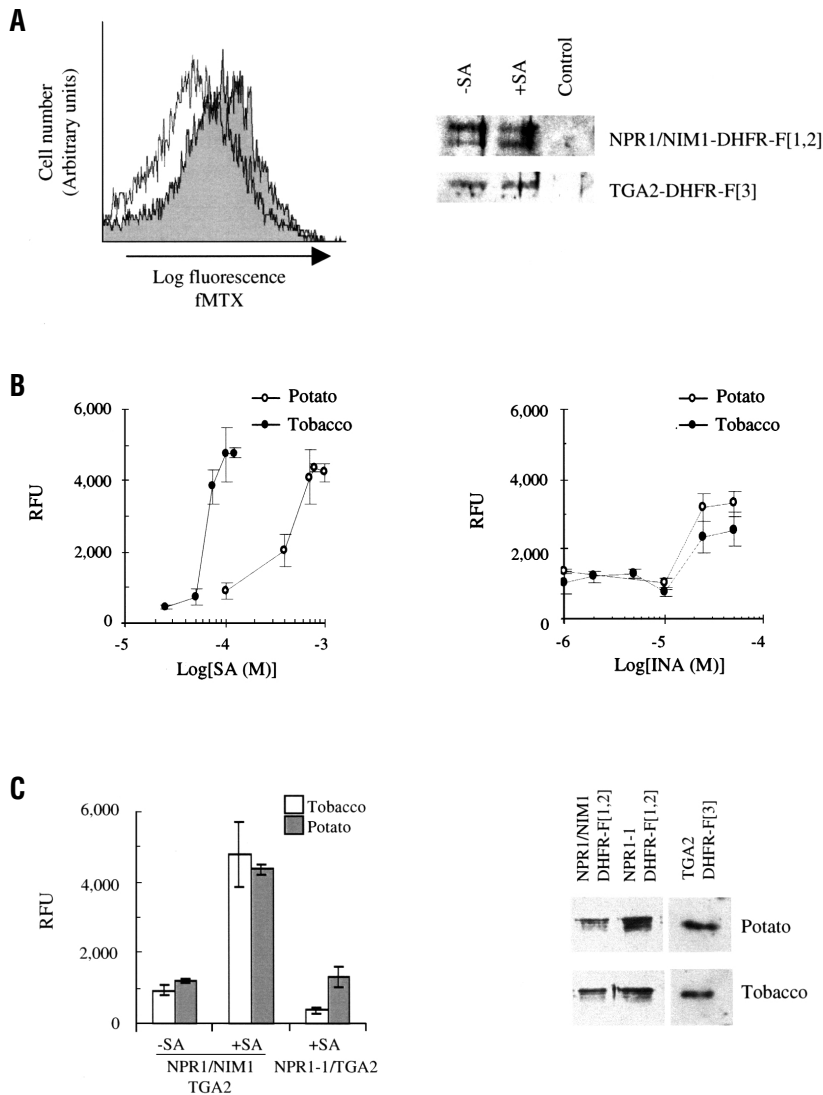 A
Cell number
(Arbitrary units)
Log fluorescence
fMTX
-SA
+SA
Control
NPR1/NIM1-DHFR-F[1,2]
TGA2-DHFR-F[3]
B
Potato
Tobacco
6,000
4,000
2,000
0
RFU
-5
-4
-3
Log[SA (M)]
Potato
Tobacco
6,000
4,000
2,000
0
RFU
-6
-5
-4
Log[INA (M)]
C
Tobacco
Potato
6,000
4,000
2,000
0
RFU
-SA
+SA
+SA
NPR1/NIM1
TGA2
NPR1-1/TGA2
NPR1/NIM1
DHFR-F[1,2]
NPR1-1
DHFR-F[1,2]
TGA2
DHFR-F[3]
Potato
Tobacco